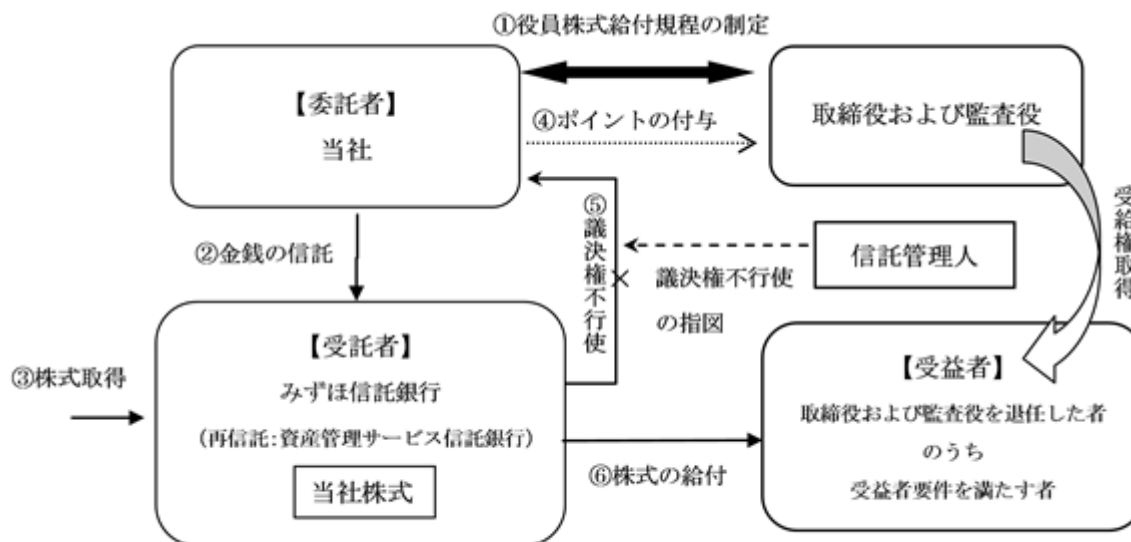 ①役員株式給付規程の制定
【委託者】
当社
④ポイントの付与
取締役および監査役
②金銭の信託
⑤議決権不行使
×
議決権不行使
の指図
信託管理人
受給権取得
③株式取得
【受託者】
みずほ信託銀行
（再信託：資産管理サービス信託銀行）
当社株式
⑥株式の給付
【受益者】
取締役および監査役を退任した者
のうち
受益者要件を満たす者